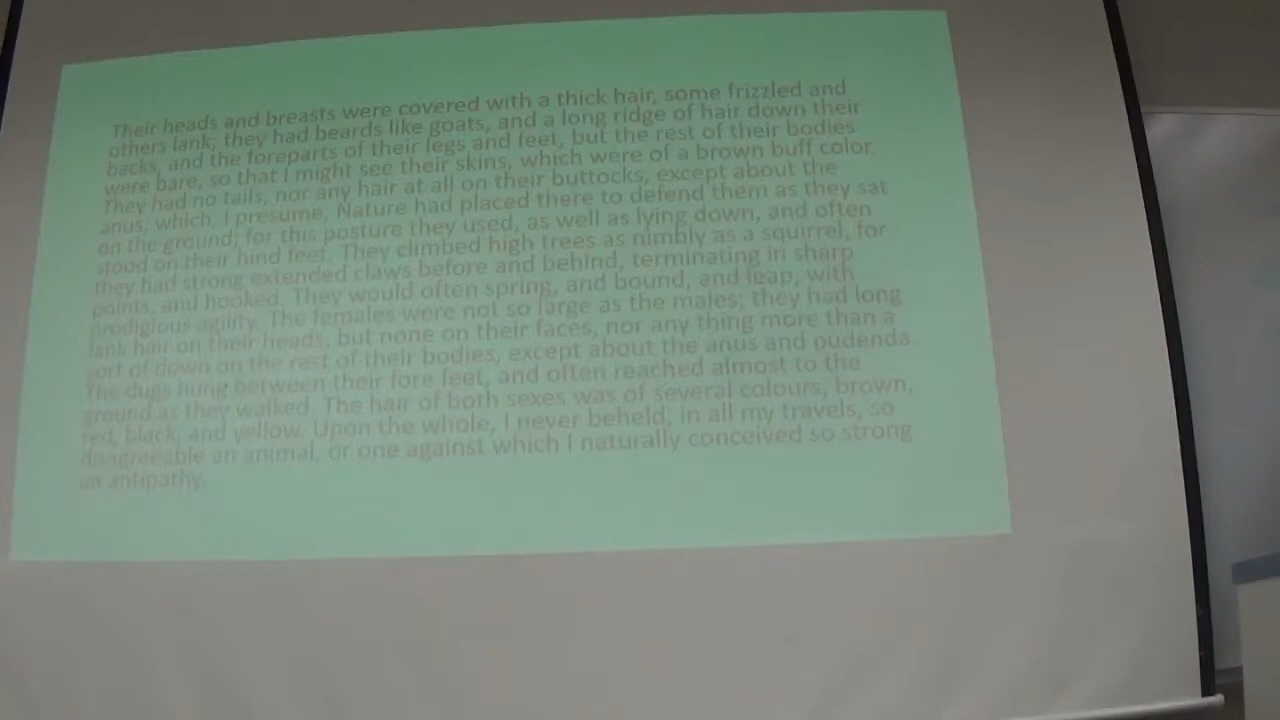 Their heads and breasts were covered with a thick hair, some frizzled and
others lank; they had beards like goats, and a long ridge of hair down their
backs, and the foreparts of their legs and feet, but the rest of their bodies
were bare, so that I might see their skins, which were of a brown buff color.
They had no tails, nor any hair at all on their buttocks, except about the
anus, which, I presume, Nature had placed there to defend them as they sat
on the ground; for this posture they used, as well as lying down, and often
stood on their hind feet. They climbed high trees as nimbly as a squirrel, for
they had strong extended claws before and behind, terminating in sharp
points, and hooked. They would often spring, and bound, and leap, with
prodigious agility. The females were not so large as the males; they had long
lank hair on their heads, but none on their faces, nor any thing more than a
sort of down on the rest of their bodies, except about the anus and pudenda.
The dugs hung between their fore feet, and often reached almost to the
ground as they walked. The hair of both sexes was of several colours, brown,
red, black, and yellow. Upon the whole, I never beheld, in all my travels, so
disagreeable an animal, or one against which I naturally conceived so strong
an antipathy.